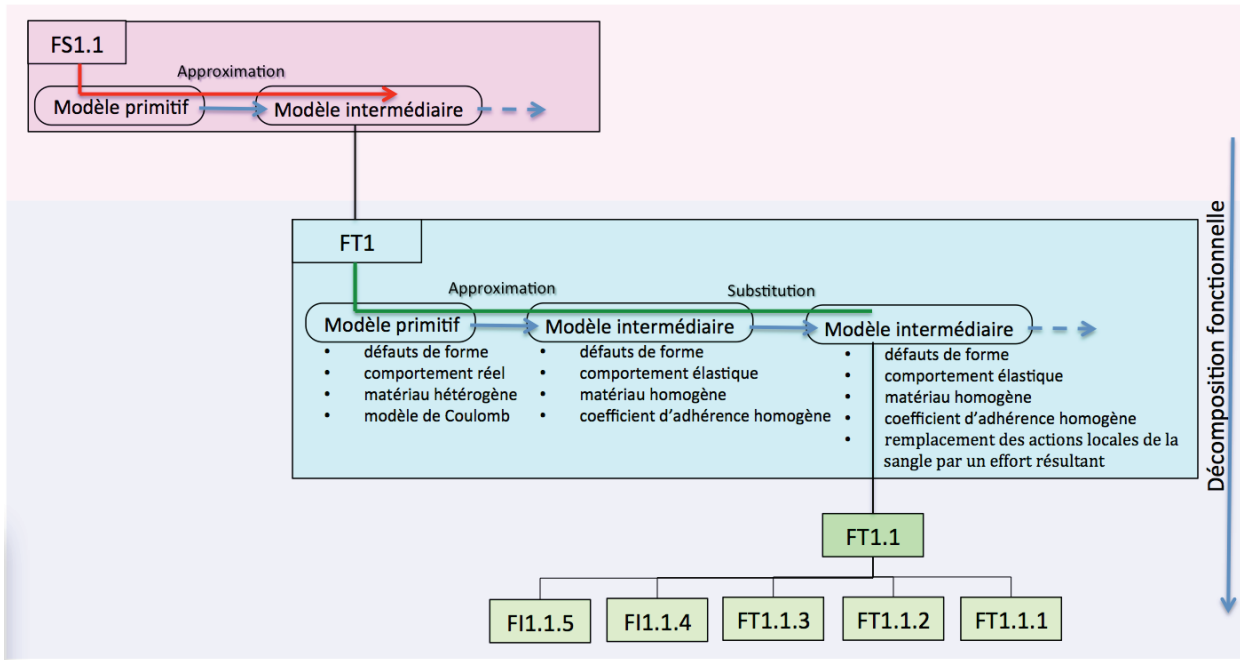 FS1.1
Approximation
Modèle primitif
Modèle intermédiaire
FT1
Approximation
Substitution
Modèle primitif
• défauts de forme
• comportement réel
• matériau hétérogène
• modèle de Coulomb
Modèle intermédiaire
• défauts de forme
• comportement élastique
• matériau homogène
• coefficient d'adhérence homogène
Modèle intermédiaire
• défauts de forme
• comportement élastique
• matériau homogène
• coefficient d'adhérence homogène
• remplacement des actions locales de la
sangle par un effort résultant
Décomposition fonctionnelle
FT1.1
FI1.1.5
FI1.1.4
FT1.1.3
FT1.1.2
FT1.1.1